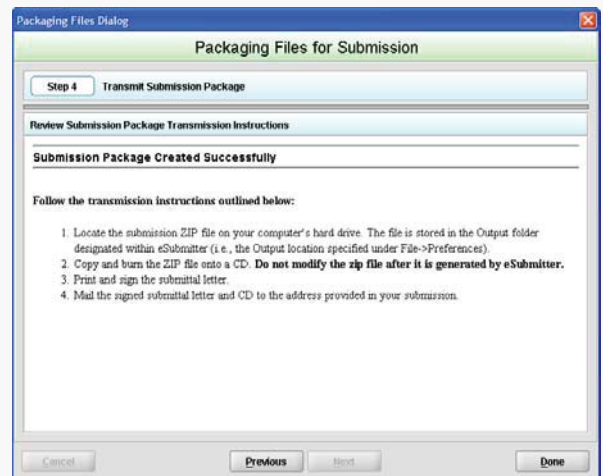 Packaging Files Dialog
Packaging Files for Submission
Step 4 Transmit Submission Package
Review Submission Package Transmission Instructions
Submission Package Created Successfully
Follow the transmission instructions outlined below:
1. Locate the submission ZIP file on your computer's hard drive. The file is stored in the Output folder
designated within eSubmitter (i.e., the Output location specified under File->Preferences).
2. Copy and burn the ZIP file onto a CD. Do not modify the zip file after it is generated by eSubmitter.
3. Print and sign the submittal letter.
4. Mail the signed submittal letter and CD to the address provided in your submission.
Cancel Previous Next Done